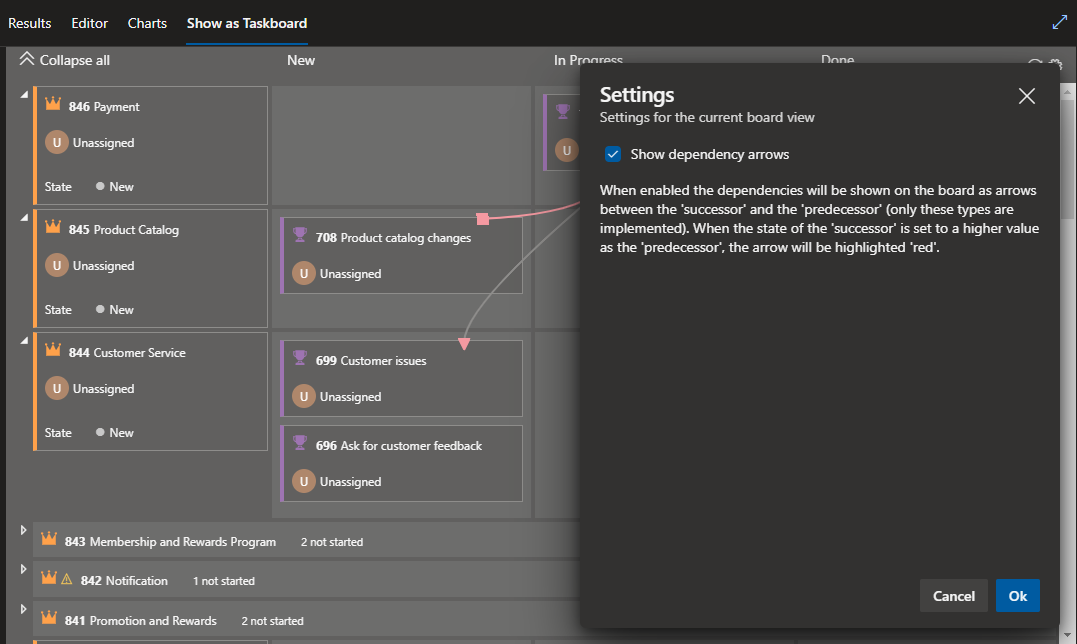 Results Editor Charts Show as Taskboard
Collapse all New In Progress Done
846 Payment
U Unassigned
State New
845 Product Catalog
U Unassigned
State New
708 Product catalog changes
U Unassigned
844 Customer Service
U Unassigned
State New
699 Customer issues
U Unassigned
696 Ask for customer feedback
U Unassigned
843 Membership and Rewards Program 2 not started
842 Notification 1 not started
841 Promotion and Rewards 2 not started
U
Settings
Settings for the current board view
Show dependency arrows
When enabled the dependencies will be shown on the board as arrows
between the 'successor' and the 'predecessor' (only these types are
implemented). When the state of the 'successor' is set to a higher value
as the 'predecessor', the arrow will be highlighted 'red'.
Cancel Ok